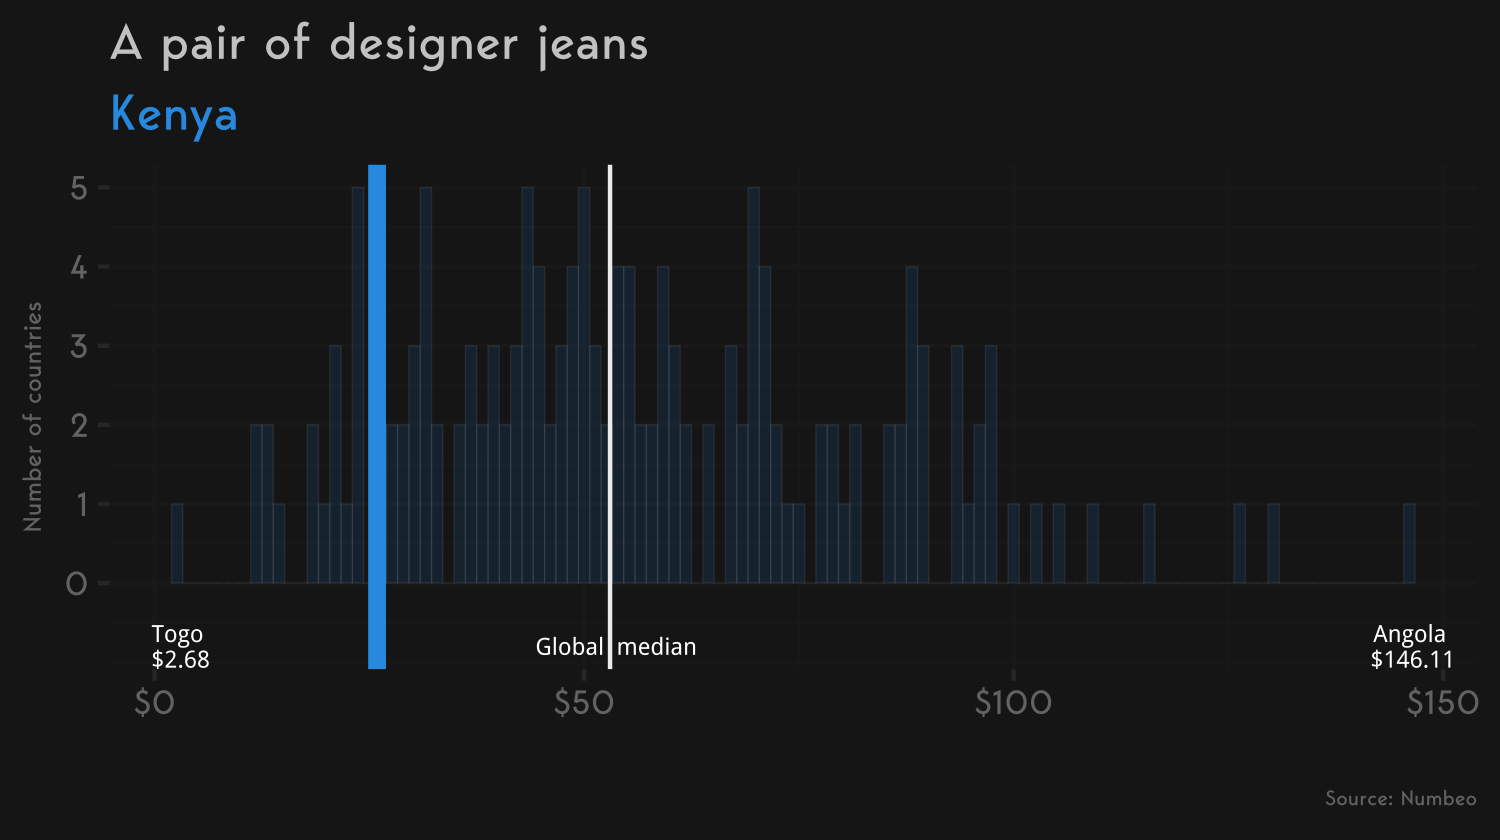 A pair of designer jeans
Kenya
Number of countries
5
4
3
2
1
0
Togo
$2.68
Global median
Angola
$146.11
$0 $50 $100 $150
Source: Numbeo